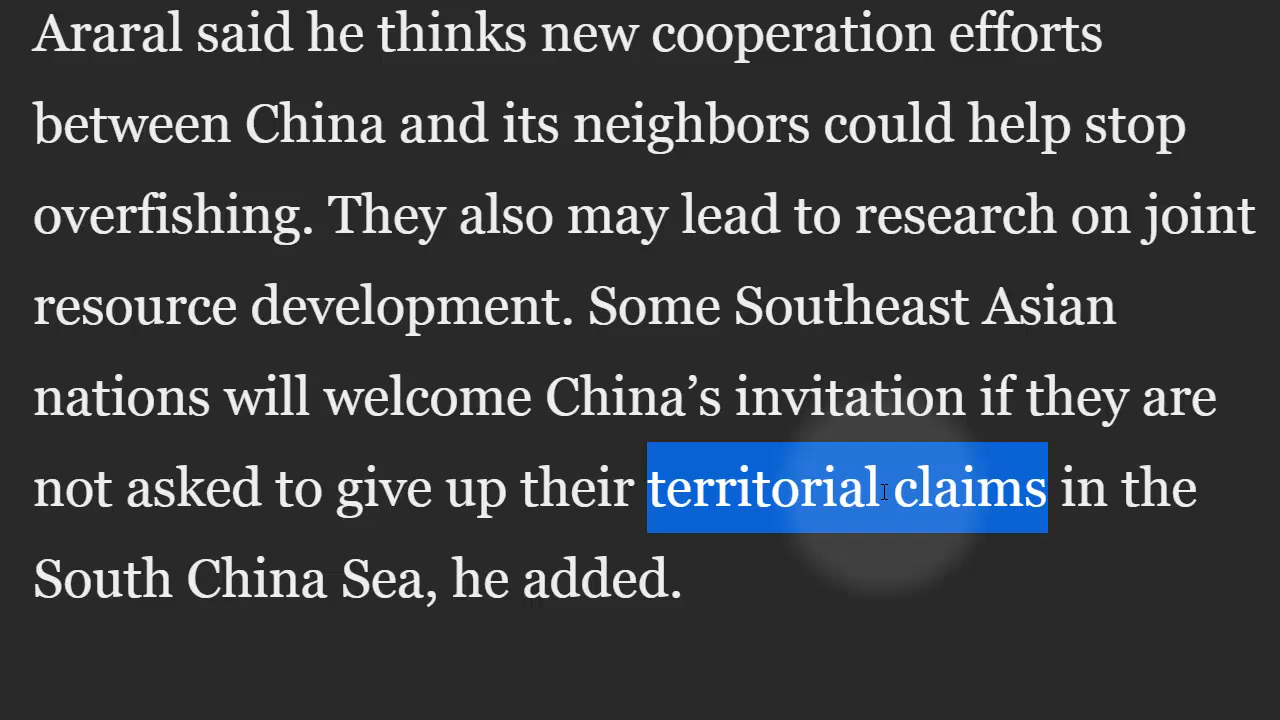 Araral said he thinks new cooperation efforts
between China and its neighbors could help stop
overfishing. They also may lead to research on joint
resource development. Some Southeast Asian
nations will welcome China’s invitation if they are
not asked to give up their territorial claims in the
South China Sea, he added.